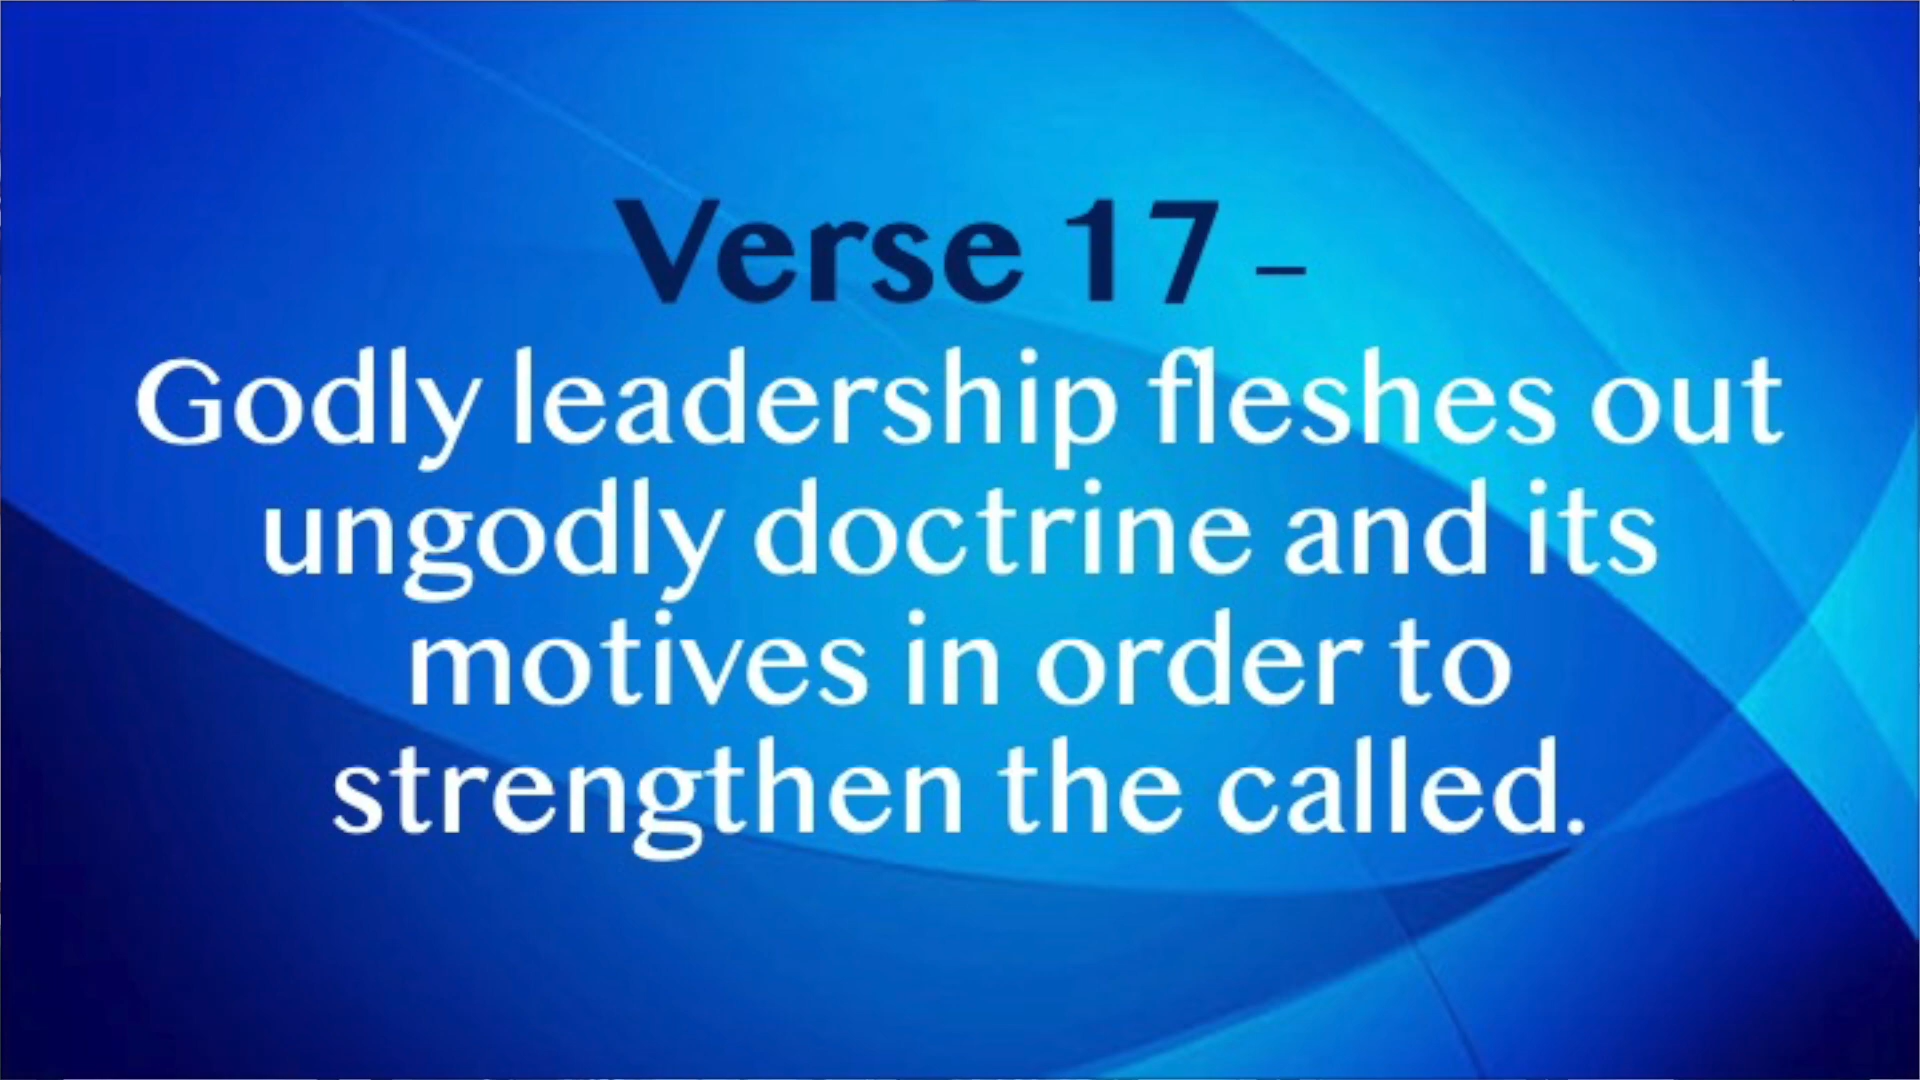 Verse 17 –
Godly leadership fleshes out
ungodly doctrine and its
motives in order to
strengthen the called.